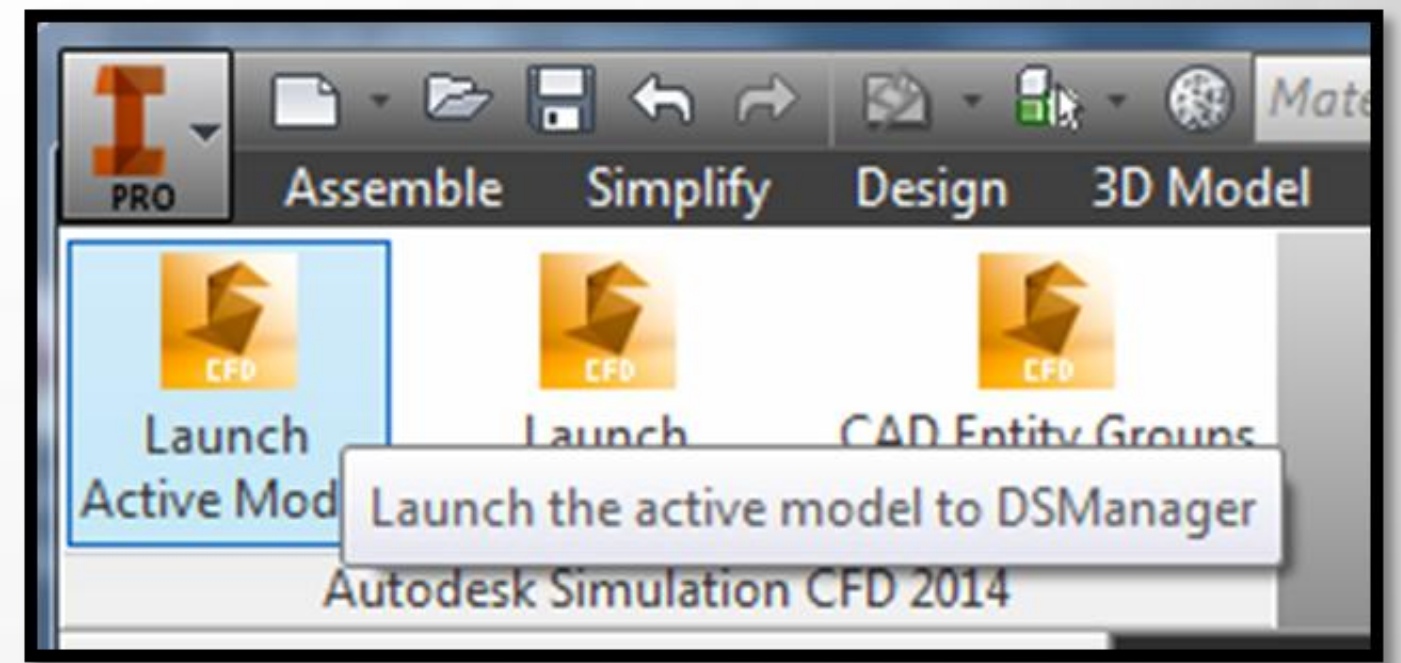 Mate
PRO
Assemble Simplify Design 3D Model
CFD CFD CFD
Launch Launch CAD Entity Groups
Active Mod
Launch the active model to DSManager
Autodesk Simulation CFD 2014